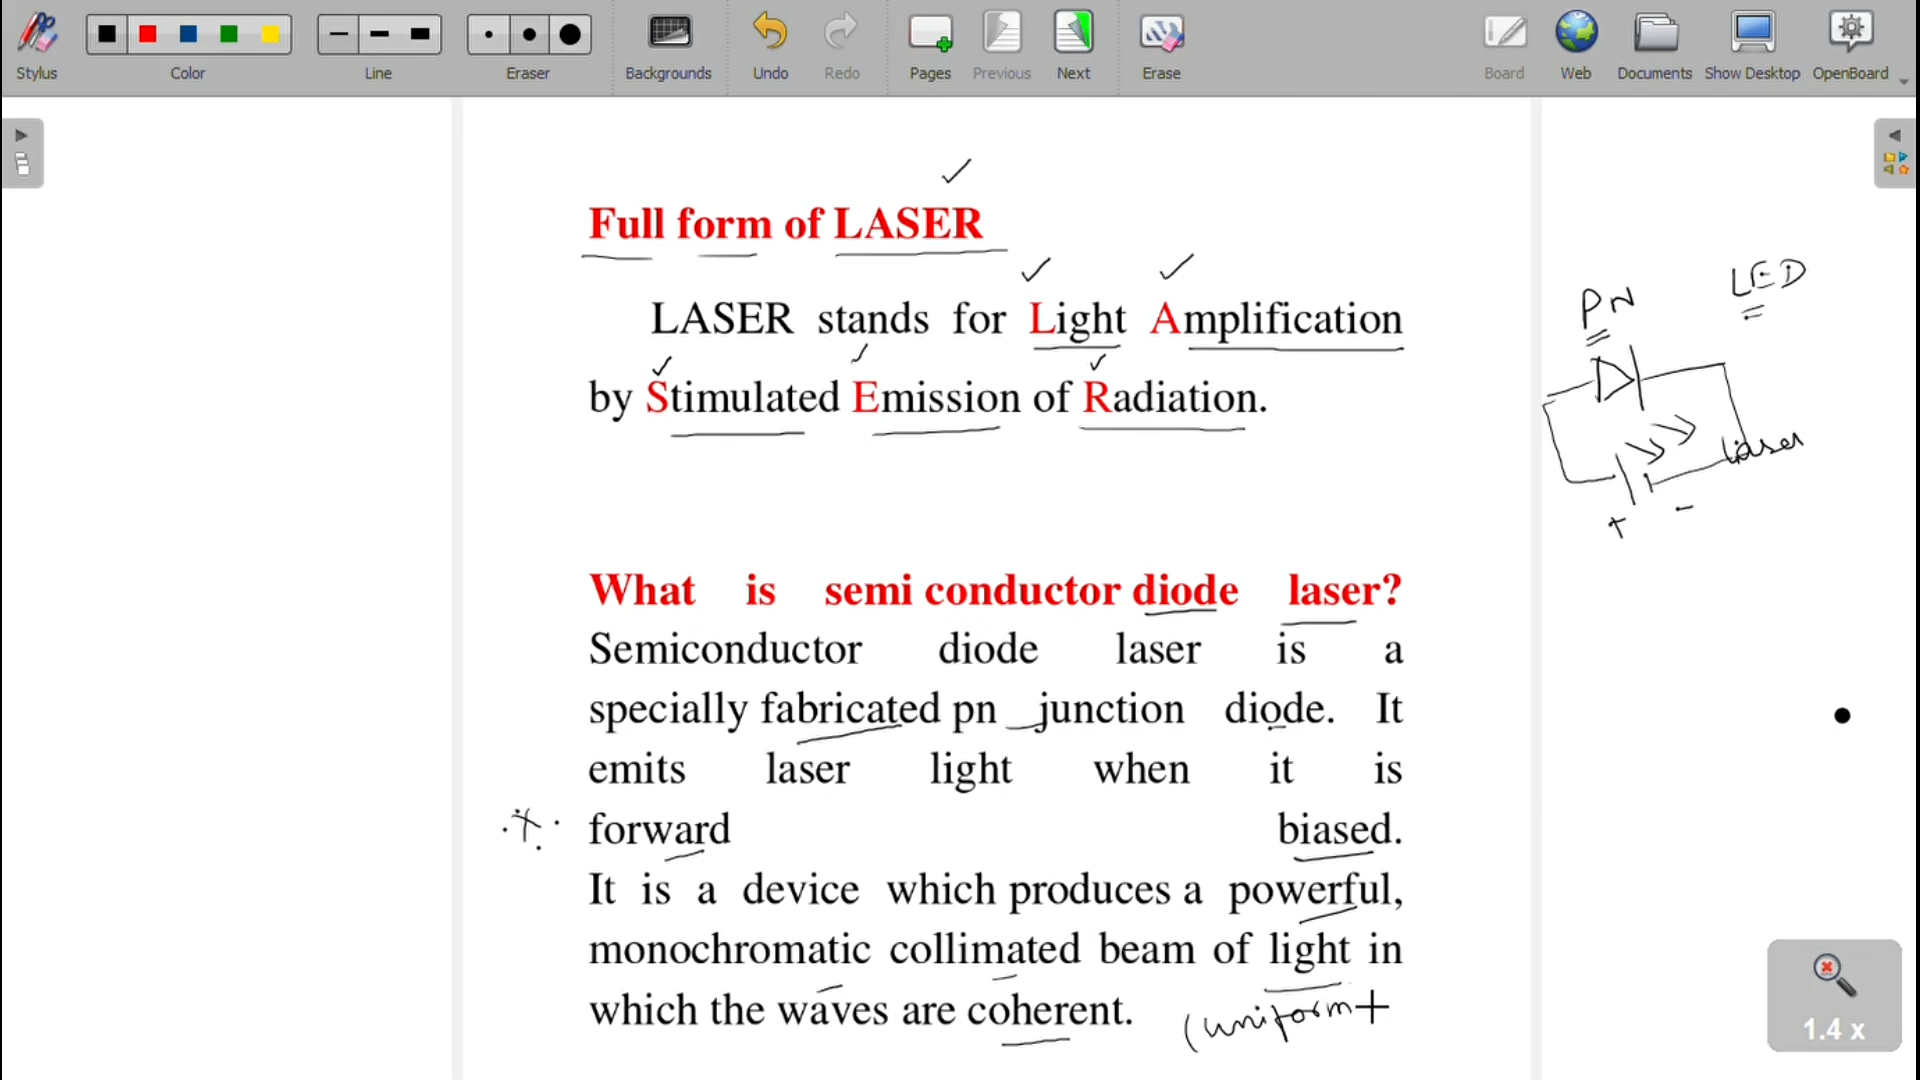 Stylus Color Line Eraser Backgrounds Undo Redo Pages Previous Next Erase Board Web Documents Show Desktop OpenBoard
Full form of LASER
LASER stands for Light Amplification
by Stimulated Emission of Radiation.
PN LED
laser
+ -
What is semi conductor diode laser?
Semiconductor diode laser is a
specially fabricated pn junction diode. It
emits laser light when it is
forward biased.
It is a device which produces a powerful,
monochromatic collimated beam of light in
which the waves are coherent.
(uniform
1.4 x